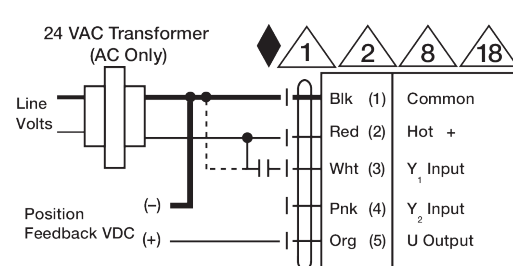 24 VAC Transformer
(AC Only)
1 2 8 18
Line
Volts
Blk (1) Common
Red (2) Hot +
Wht (3) Y1 Input
Pnk (4) Y2 Input
Org (5) U Output
Position
Feedback VDC
(–)
(+)